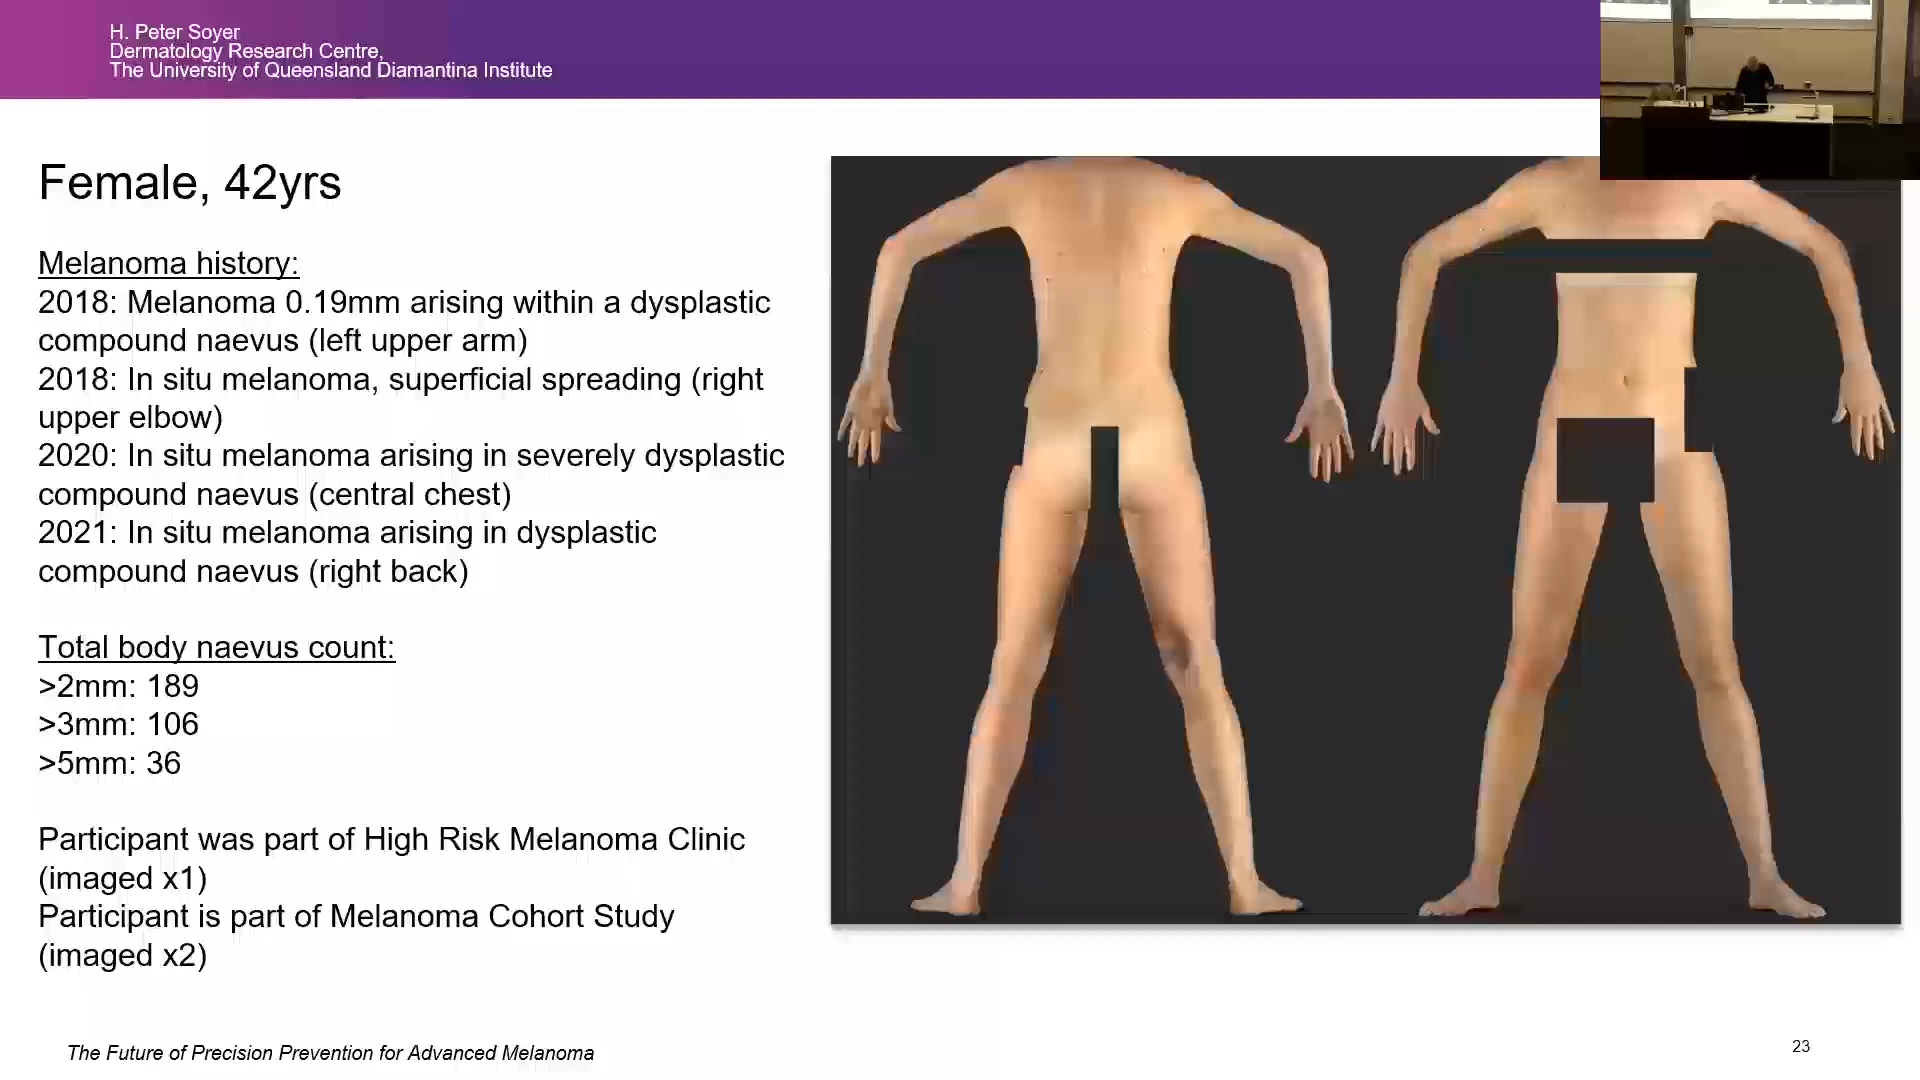 H. Peter Soyer
Dermatology Research Centre,
The University of Queensland Diamantina Institute
Female, 42yrs
Melanoma history:
2018: Melanoma 0.19mm arising within a dysplastic
compound naevus (left upper arm)
2018: In situ melanoma, superficial spreading (right
upper elbow)
2020: In situ melanoma arising in severely dysplastic
compound naevus (central chest)
2021: In situ melanoma arising in dysplastic
compound naevus (right back)
Total body naevus count:
>2mm: 189
>3mm: 106
>5mm: 36
Participant was part of High Risk Melanoma Clinic
(imaged x1)
Participant is part of Melanoma Cohort Study
(imaged x2)
The Future of Precision Prevention for Advanced Melanoma
23